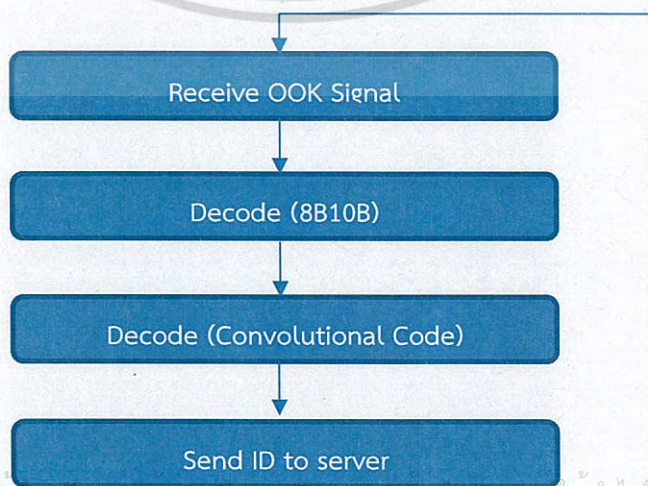 Receive OOK Signal
Decode (8B10B)
Decode (Convolutional Code)
Send ID to server